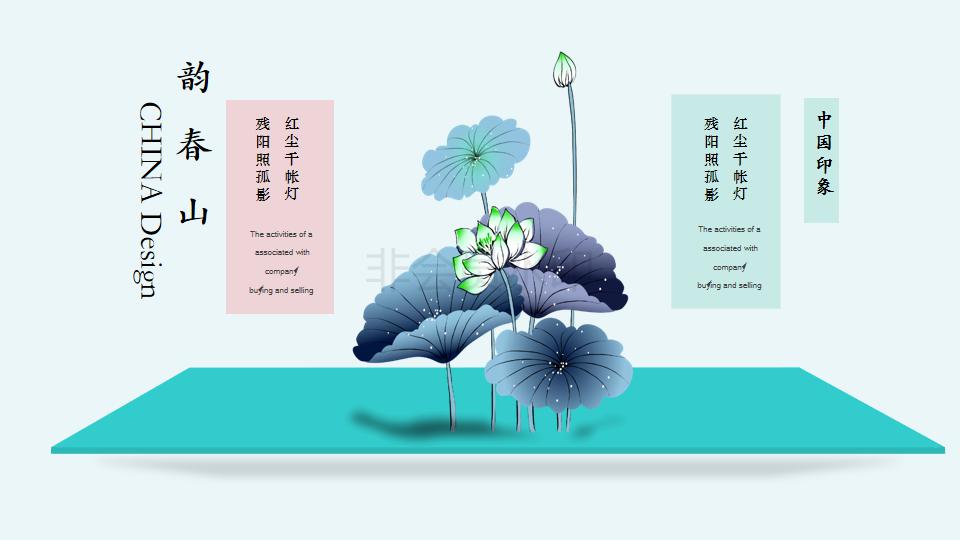 韵春山
CHINA Design
红尘千帐灯
残阳照孤影
The activities of a
associated with
company
buying and selling
红尘千帐灯
残阳照孤影
The activities of a
associated with
company
buying and selling
中国印象